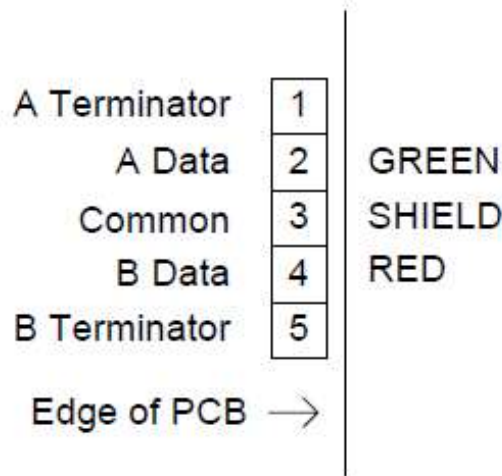 A Terminator 1
A Data 2 GREEN
Common 3 SHIELD
B Data 4 RED
B Terminator 5
Edge of PCB